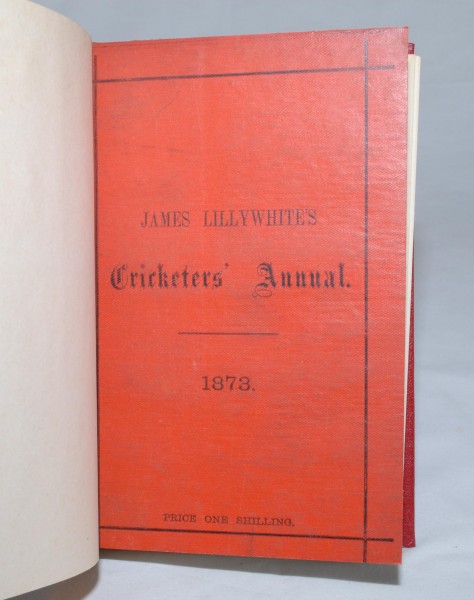 JAMES LILLYWHITE'S
Cricketers' Annual.
1873.
PRICE ONE SHILLING.